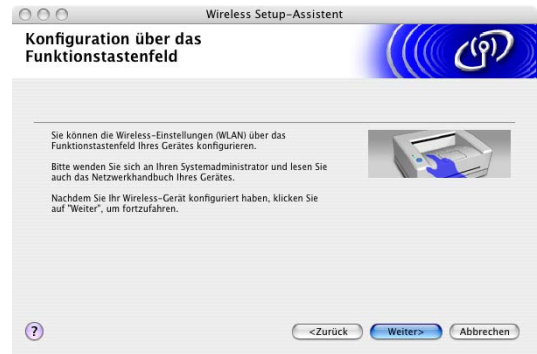 Wireless Setup-Assistent
Konfiguration über das
Funktionstastenfeld
Sie können die Wireless-Einstellungen (WLAN) über das
Funktionstastenfeld Ihres Gerätes konfigurieren.
Bitte wenden Sie sich an Ihren Systemadministrator und lesen Sie
auch das Netzwerkhandbuch Ihres Gerätes.
Nachdem Sie Ihr Wireless-Gerät konfiguriert haben, klicken Sie
auf "Weiter", um fortzufahren.
? <Zurück Weiter> Abbrechen